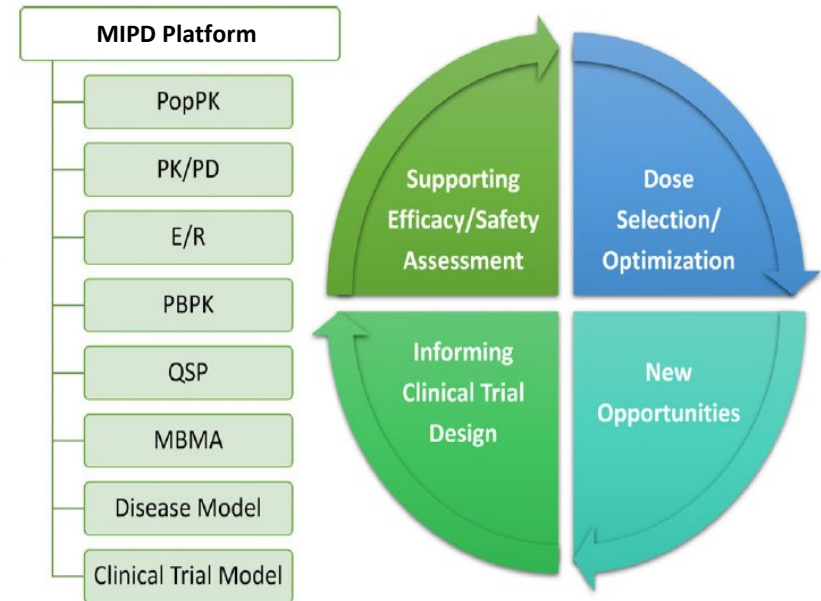 MIPD Platform
PopPK
PK/PD
E/R
PBPK
QSP
MBMA
Disease Model
Clinical Trial Model
Supporting
Efficacy/Safety
Assessment
Dose
Selection/
Optimization
Informing
Clinical Trial
Design
New
Opportunities